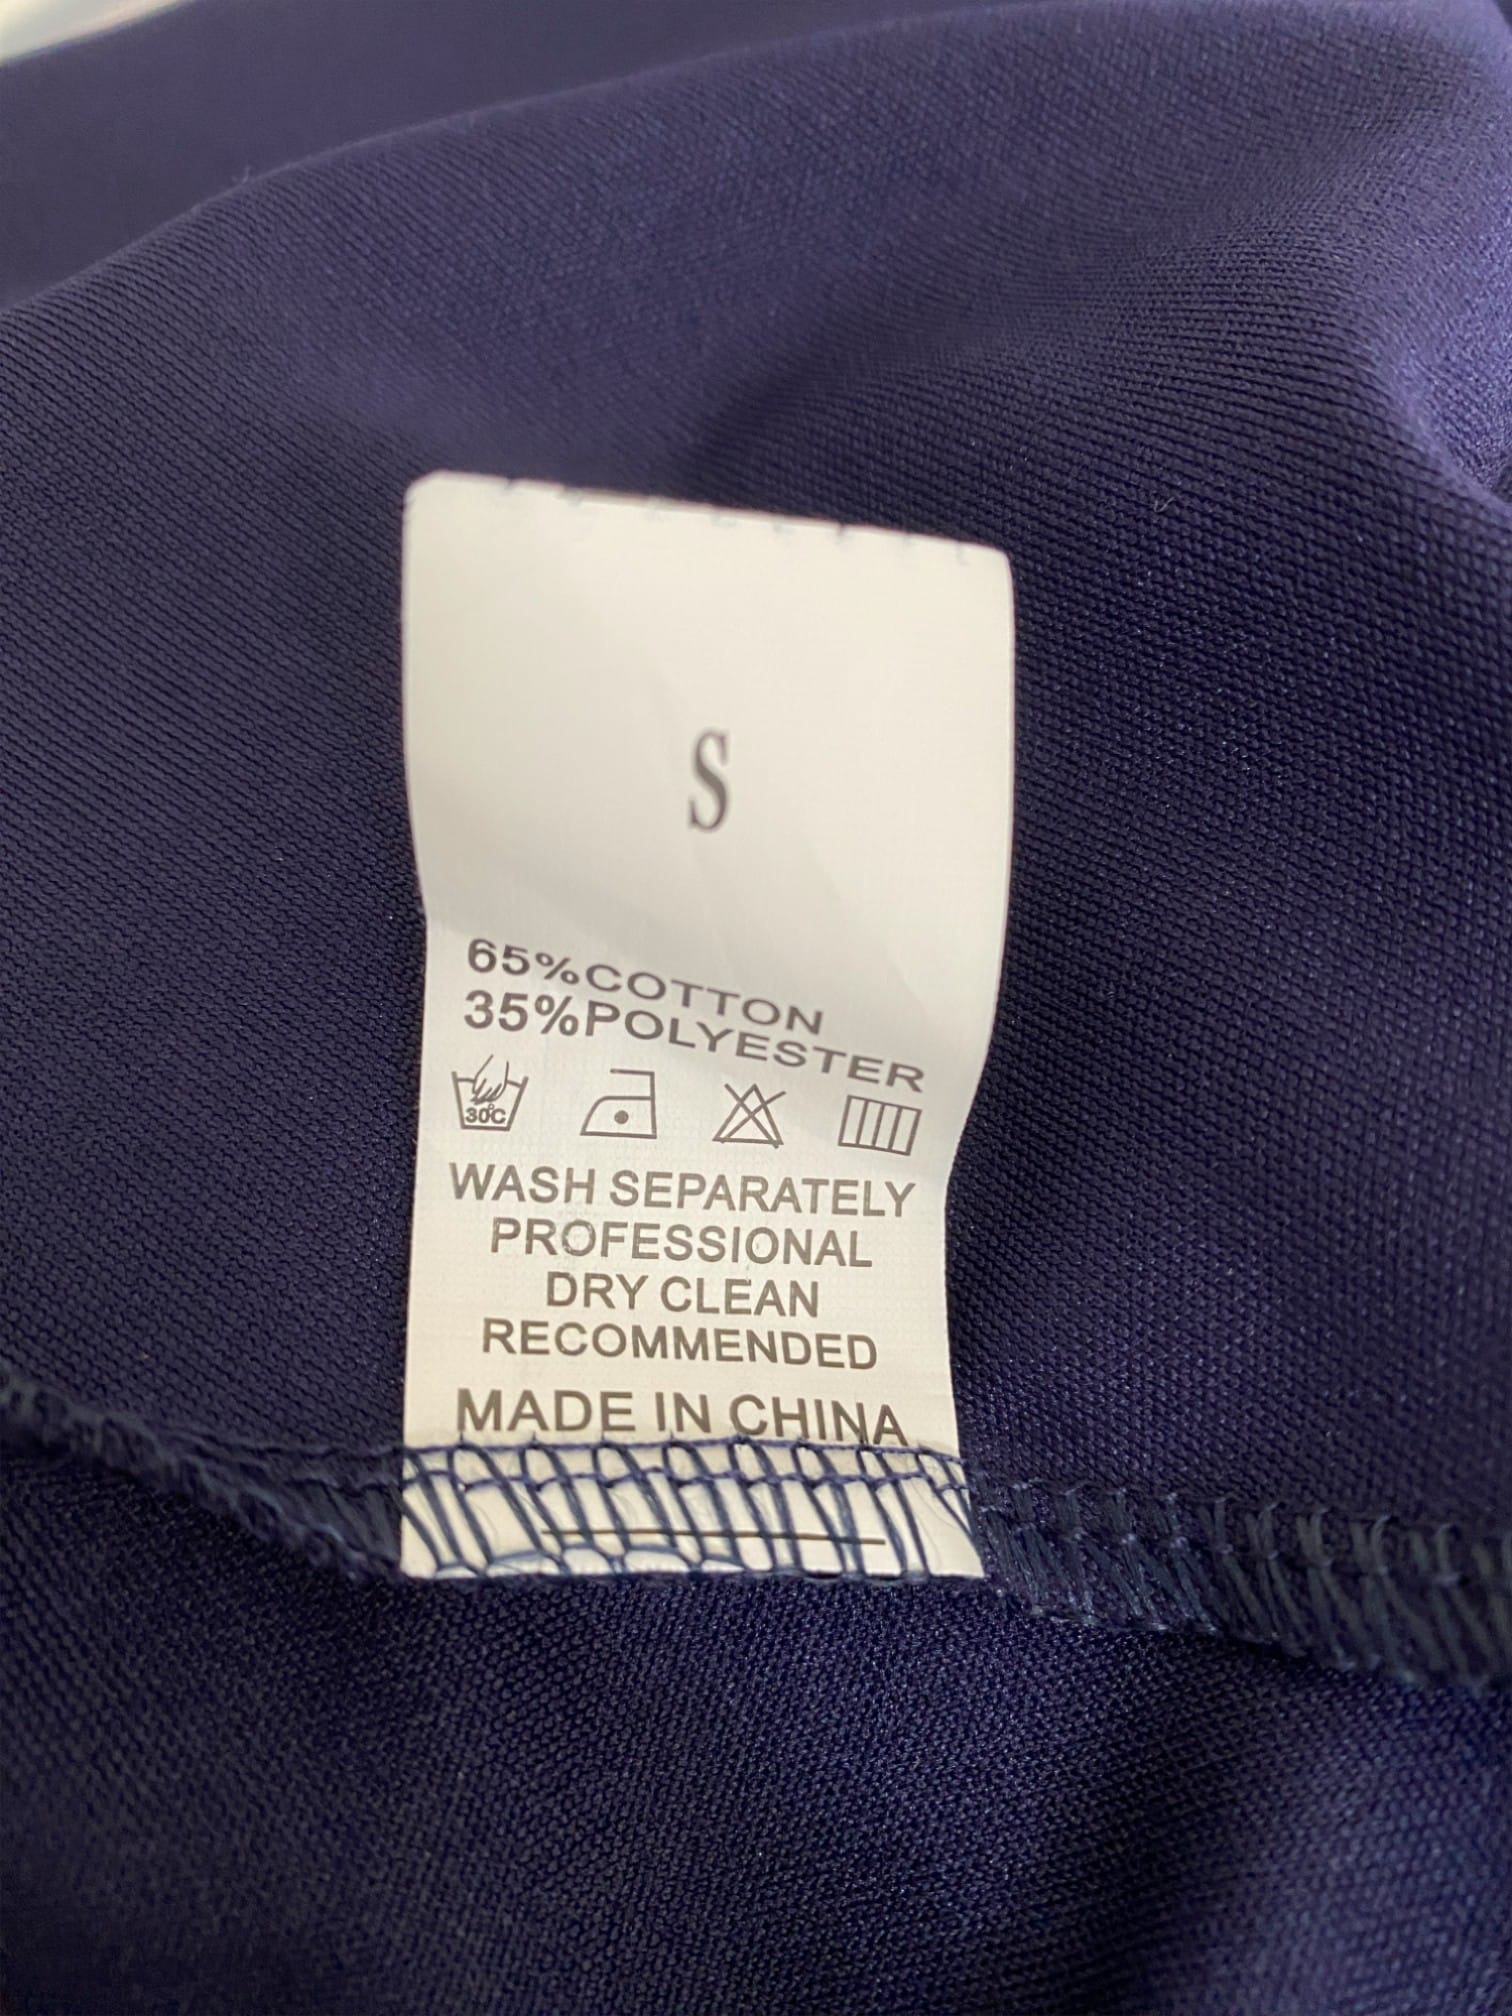 S
65%COTTON
35%POLYESTER
30°C
WASH SEPARATELY
PROFESSIONAL
DRY CLEAN
RECOMMENDED
MADE IN CHINA